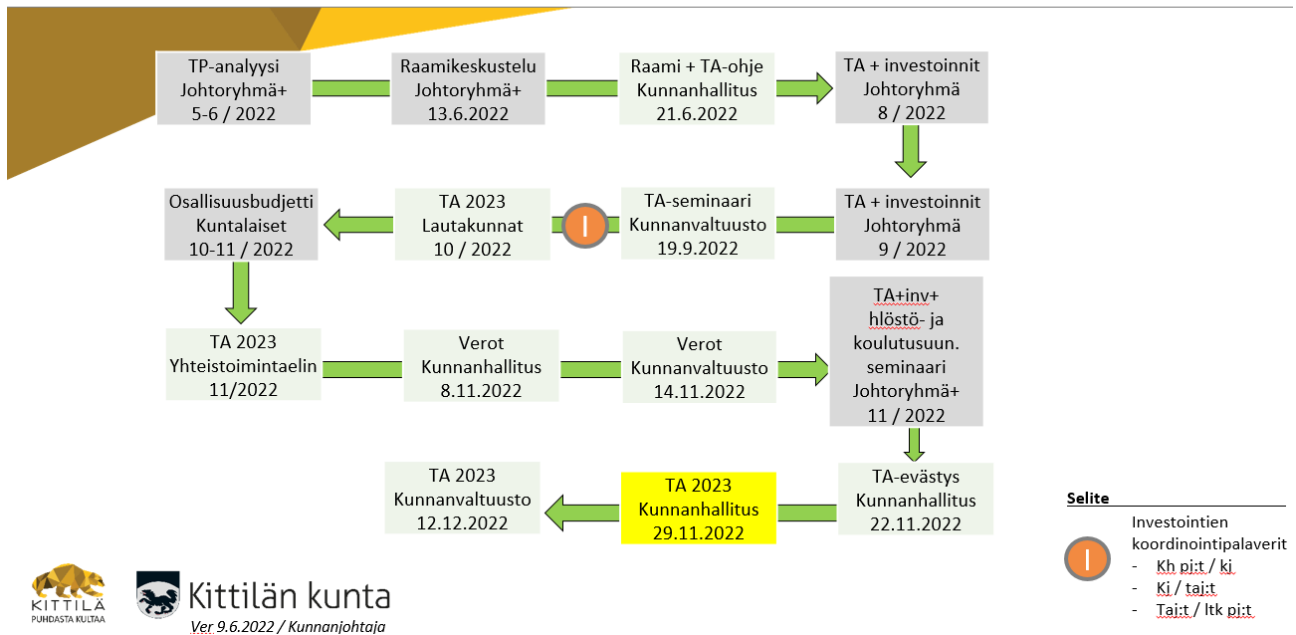 TP-analyysi
Johtoryhmä+
5-6 / 2022
Raamikeskustelu
Johtoryhmä+
13.6.2022
Raami + TA-ohje
Kunnanhallitus
21.6.2022
TA + investoinnit
Johtoryhmä
8 / 2022
TA + investoinnit
Johtoryhmä
9 / 2022
TA-seminaari
Kunnanvaltuusto
19.9.2022
I
TA 2023
Lautakunnat
10 / 2022
Osallisuusbudjetti
Kuntalaiset
10-11 / 2022
TA 2023
Yhteistoimintaelin
11/2022
Verot
Kunnanhallitus
8.11.2022
Verot
Kunnanvaltuusto
14.11.2022
TA+inv+
hlöstö- ja
koulutusuun.
seminaari
Johtoryhmä+
11 / 2022
TA-evästys
Kunnanhallitus
22.11.2022
TA 2023
Kunnanhallitus
29.11.2022
TA 2023
Kunnanvaltuusto
12.12.2022
Selite
I
Investointien
koordinointipalaverit
- Kh pj:t / kj
- Kj / taj:t
- Taj:t / ltk pj:t
KITTILÄ
PUHDASTA KULTAA
Kittilän kunta
Ver 9.6.2022 / Kunnanjohtaja